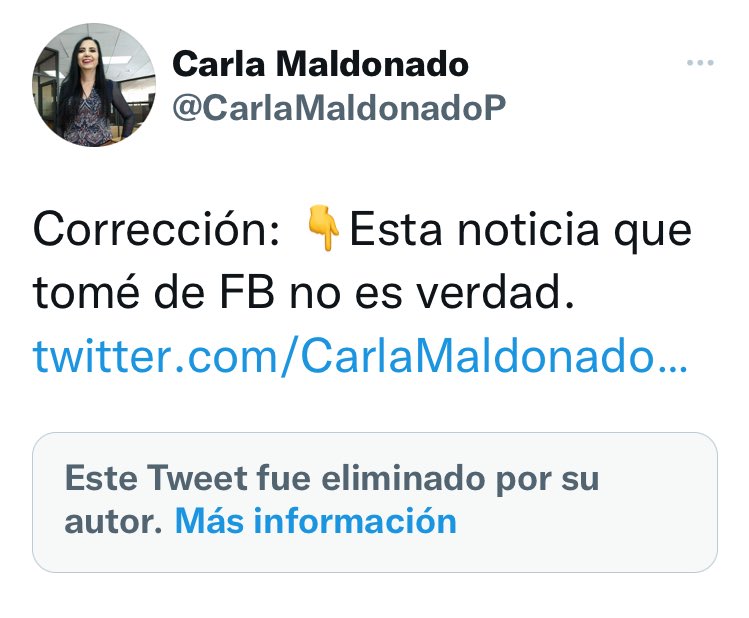 Carla Maldonado
@CarlaMaldonadoP
Corrección: 👇Esta noticia que
tomé de FB no es verdad.
twitter.com/CarlaMaldonado...
Este Tweet fue eliminado por su
autor. Más información